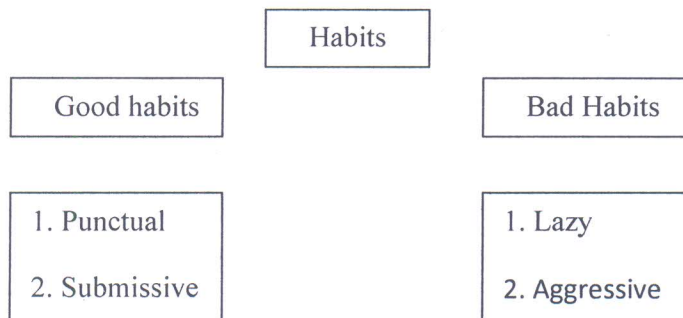 Habits
Good habits
Bad Habits
1. Punctual
2. Submissive
1. Lazy
2. Aggressive